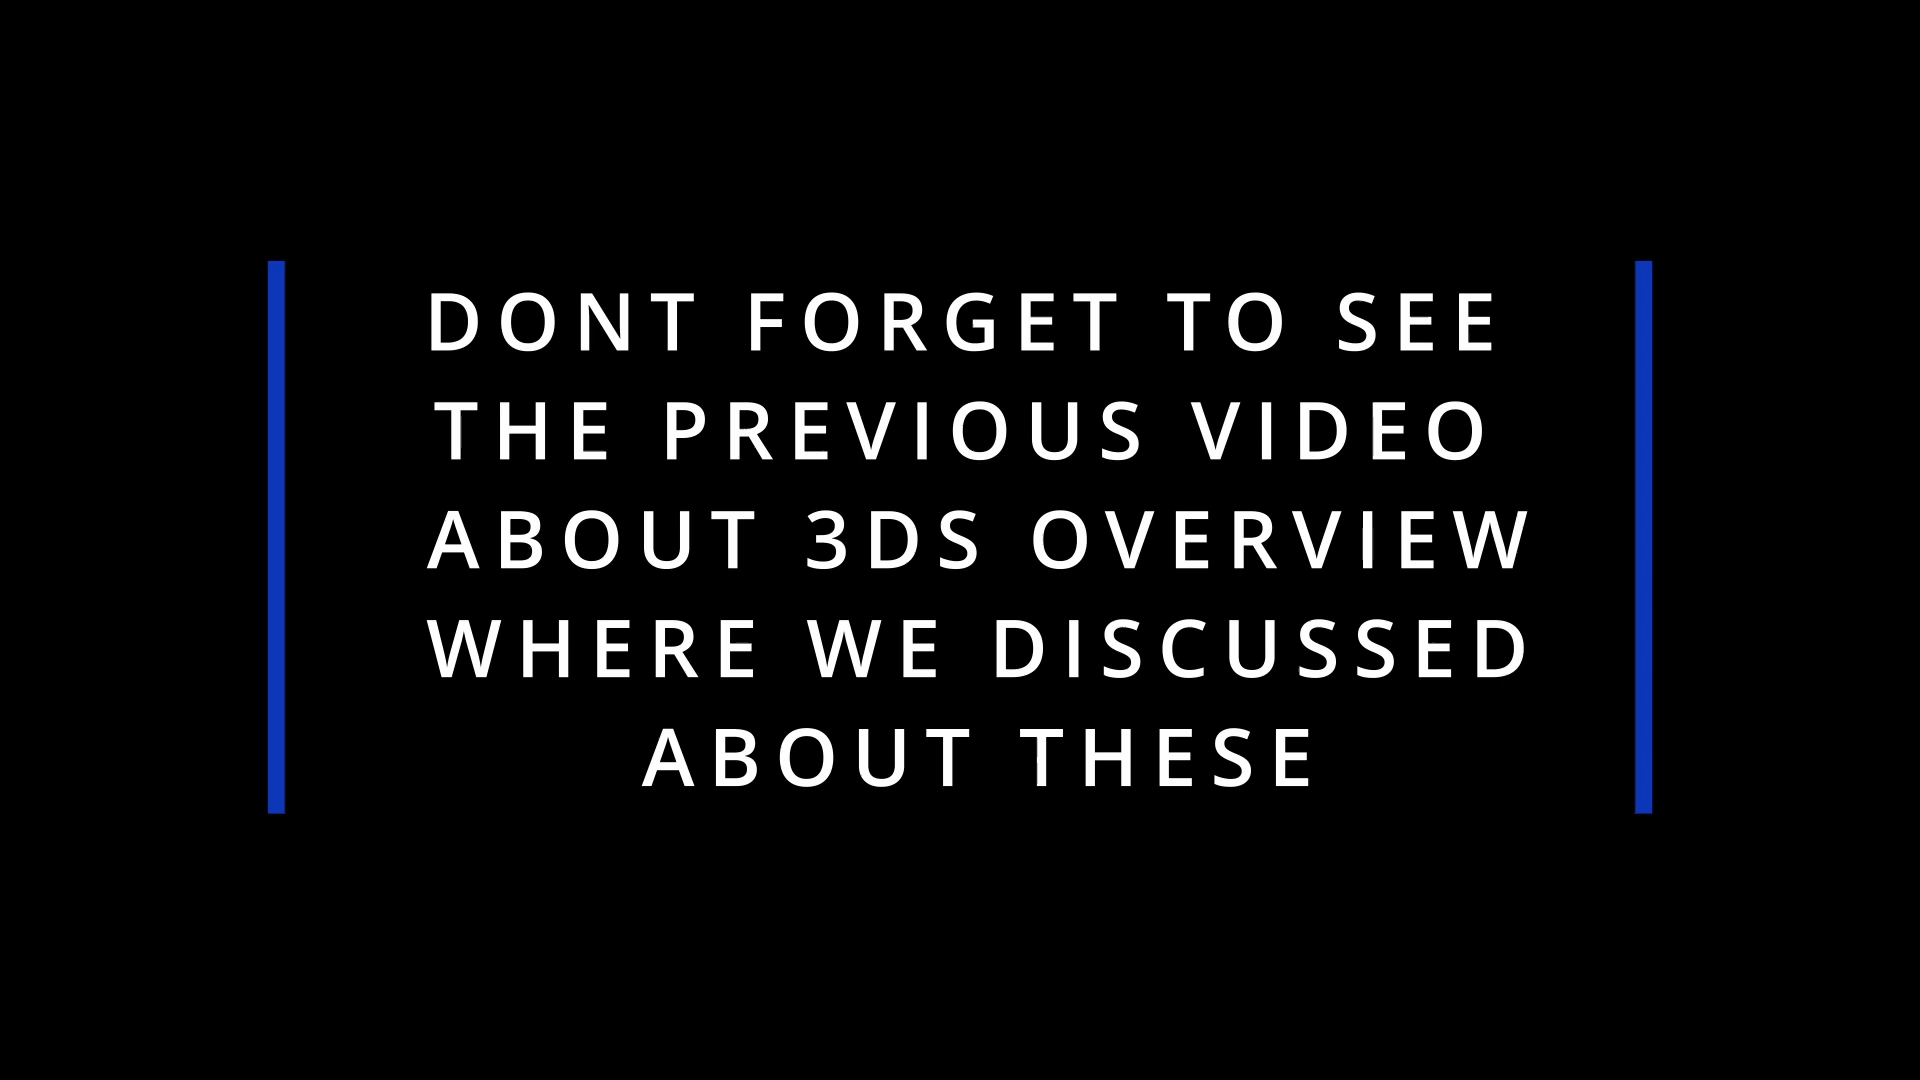 DONT FORGET TO SEE
THE PREVIOUS VIDEO
ABOUT 3DS OVERVIEW
WHERE WE DISCUSSED
ABOUT THESE